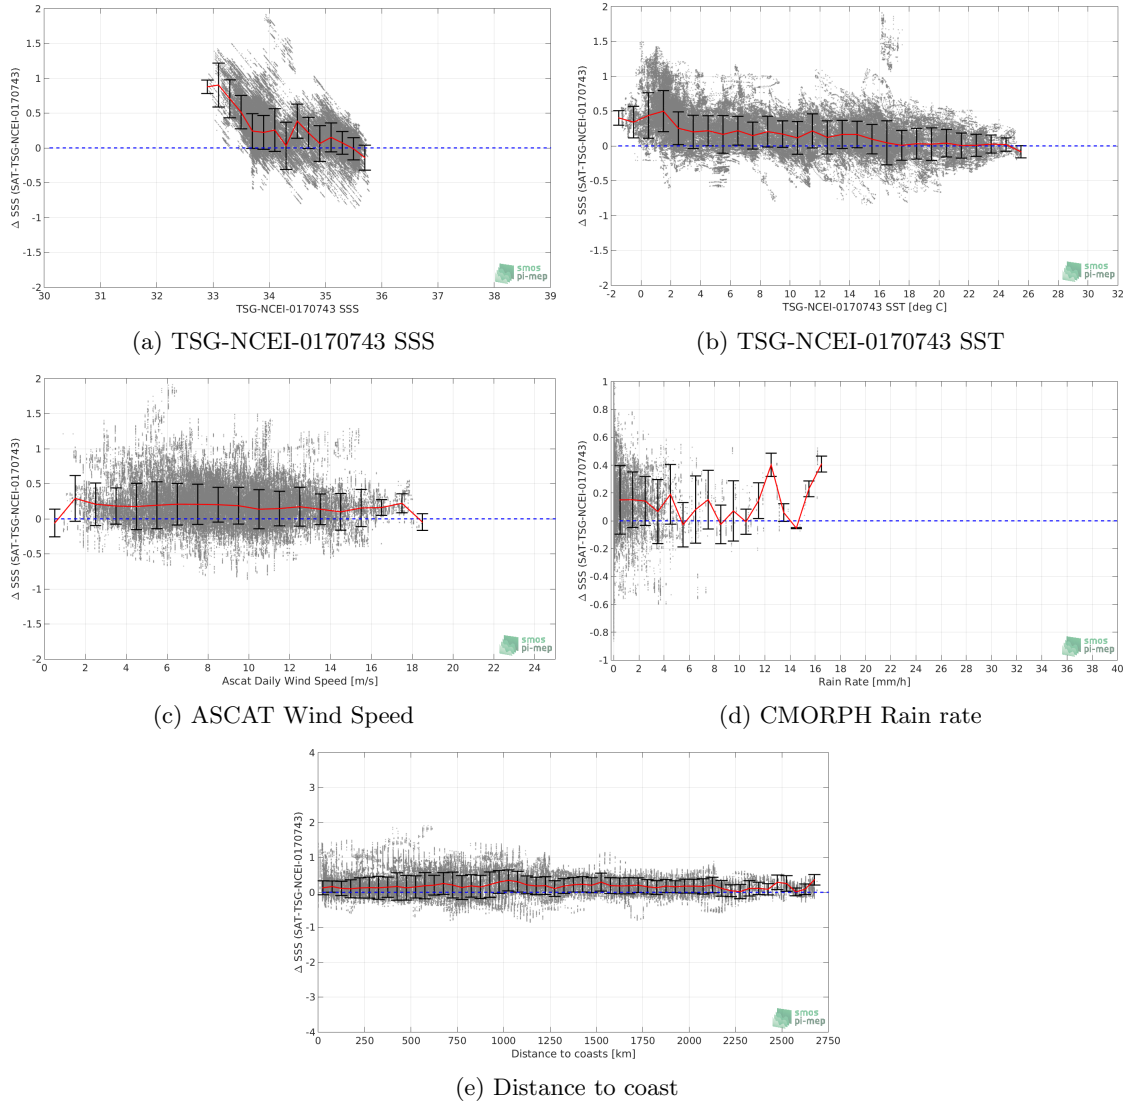 Δ SSS (SAT-TSG-NCEI-0170743)
2
1.5
1
0.5
0
-0.5
-1
-1.5
-2
30 31 32 33 34 35 36 37 38 39
TSG-NCEI-0170743 SSS
smos
pi-mep
(a) TSG-NCEI-0170743 SSS
Δ SSS (SAT-TSG-NCEI-0170743)
2
1.5
1
0.5
0
-0.5
-1
-1.5
-2
-2 0 2 4 6 8 10 12 14 16 18 20 22 24 26 28 30 32
TSG-NCEI-0170743 SST [deg C]
smos
pi-mep
(b) TSG-NCEI-0170743 SST
Δ SSS (SAT-TSG-NCEI-0170743)
2
1.5
1
0.5
0
-0.5
-1
-1.5
-2
0 2 4 6 8 10 12 14 16 18 20 22 24
Ascat Daily Wind Speed [m/s]
smos
pi-mep
(c) ASCAT Wind Speed
Δ SSS (SAT-TSG-NCEI-0170743)
1
0.8
0.6
0.4
0.2
0
-0.2
-0.4
-0.6
-0.8
-1
0 2 4 6 8 10 12 14 16 18 20 22 24 26 28 30 32 34 36 38 40
Rain Rate [mm/h]
smos
pi-mep
(d) CMORPH Rain rate
Δ SSS (SAT-TSG-NCEI-0170743)
4
3
2
1
0
-1
-2
-3
-4
0 250 500 750 1000 1250 1500 1750 2000 2250 2500 2750
Distance to coasts [km]
smos
pi-mep
(e) Distance to coast